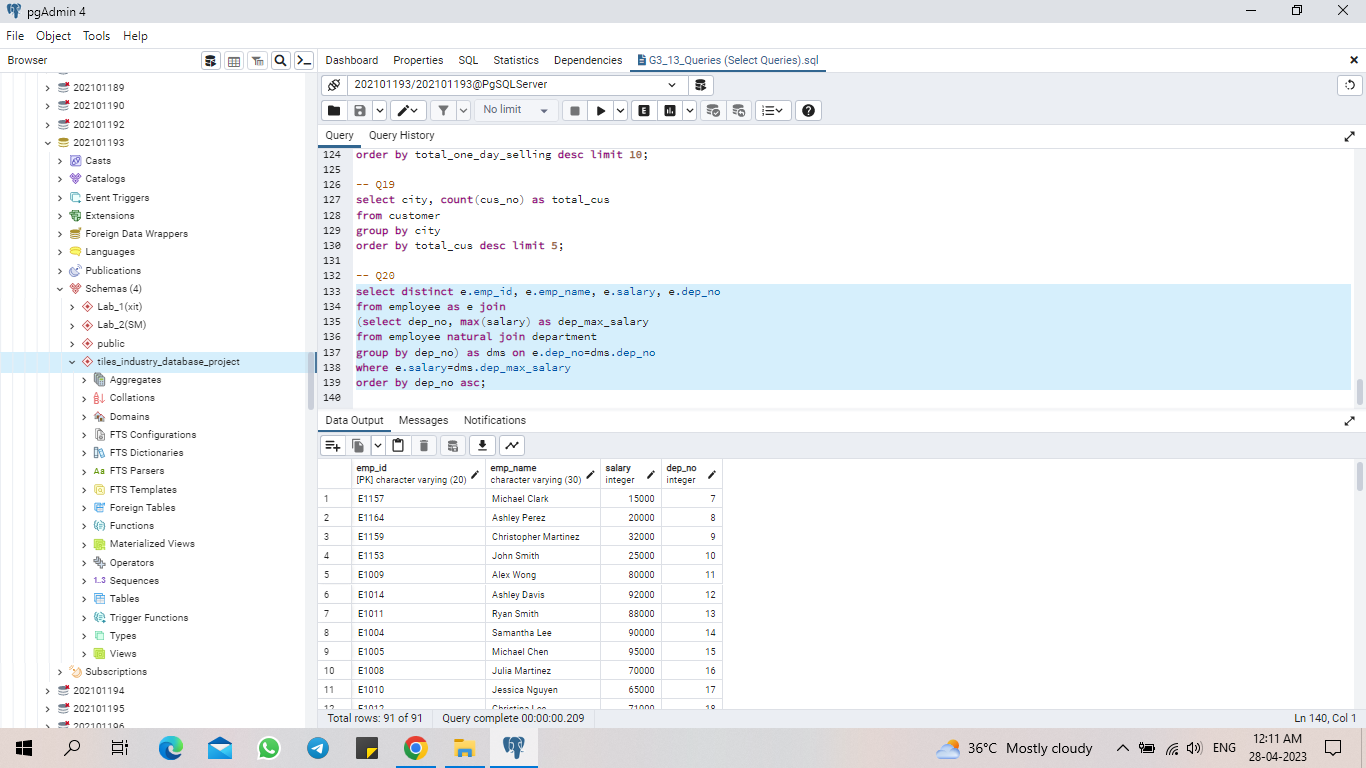 pgAdmin 4
File Object Tools Help
Browser
Dashboard Properties SQL Statistics Dependencies G3_13_Queries (Select Queries).sql
202101189
202101190
202101192
202101193
Casts
Catalogs
Event Triggers
Extensions
Foreign Data Wrappers
Languages
Publications
Schemas (4)
Lab_1(xit)
Lab_2(SM)
public
tiles_industry_database_project
Aggregates
Collations
Domains
FTS Configurations
FTS Dictionaries
FTS Parsers
FTS Templates
Foreign Tables
Functions
Materialized Views
Operators
1..3 Sequences
Tables
Trigger Functions
Types
Views
Subscriptions
202101194
202101195
202101196
202101193/202101193@PgSQLServer
No limit
Query Query History
124 order by total_one_day_selling desc limit 10;
125
126 -- Q19
127 select city, count(cus_no) as total_cus
128 from customer
129 group by city
130 order by total_cus desc limit 5;
131
132 -- Q20
133 select distinct e.emp_id, e.emp_name, e.salary, e.dep_no
134 from employee as e join
135 (select dep_no, max(salary) as dep_max_salary
136 from employee natural join department
137 group by dep_no) as dms on e.dep_no=dms.dep_no
138 where e.salary=dms.dep_max_salary
139 order by dep_no asc;
140
Data Output Messages Notifications
emp_id emp_name salary dep_no
[PK] character varying (20) character varying (30) integer integer
1 E1157 Michael Clark 15000 7
2 E1164 Ashley Perez 20000 8
3 E1159 Christopher Martinez 32000 9
4 E1153 John Smith 25000 10
5 E1009 Alex Wong 80000 11
6 E1014 Ashley Davis 92000 12
7 E1011 Ryan Smith 88000 13
8 E1004 Samantha Lee 90000 14
9 E1005 Michael Chen 95000 15
10 E1008 Julia Martinez 70000 16
11 E1010 Jessica Nguyen 65000 17
12 E1012 Christina Lee 71000 18
Total rows: 91 of 91 Query complete 00:00:00.209 Ln 140, Col 1
36°C Mostly cloudy ENG 12:11 AM
28-04-2023